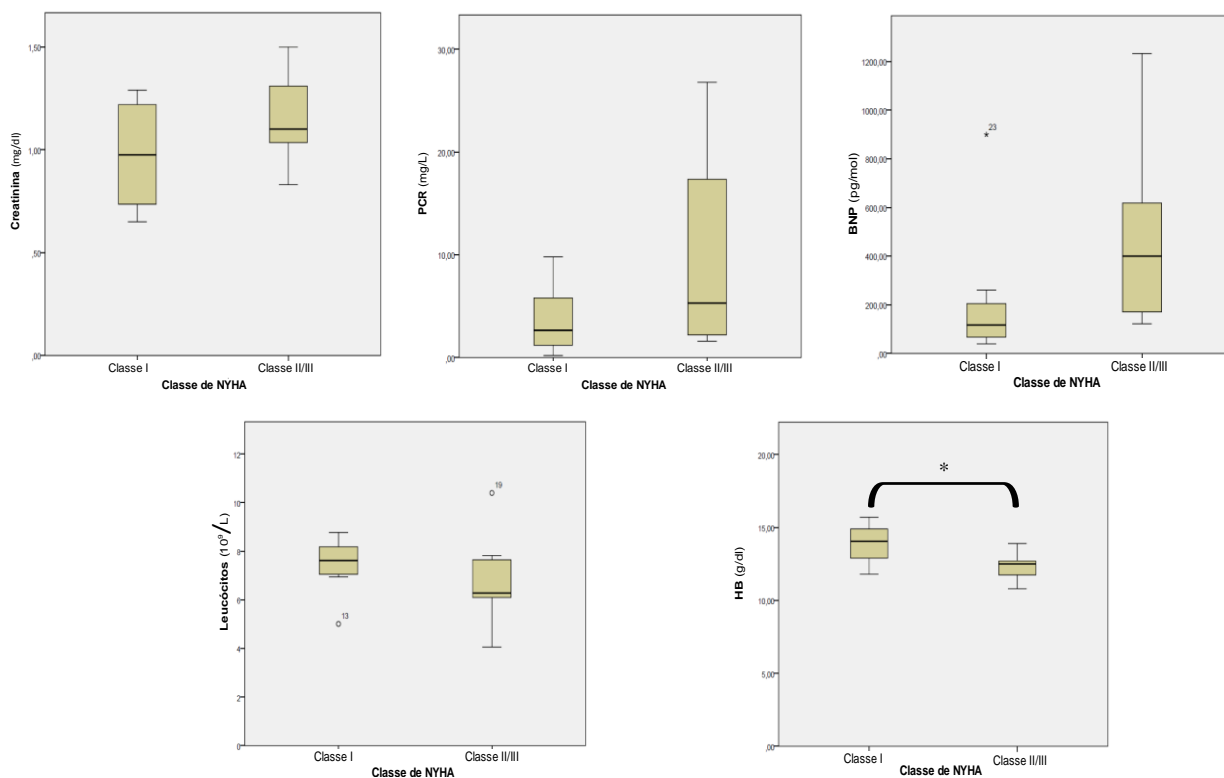 1,50
1,00
,50
,00
Creatinina (mg/dl)
Classe I
Classe II/III
Classe de NYHA
30,00
20,00
10,00
,00
PCR (mg/L)
Classe I
Classe II/III
Classe de NYHA
1200,00
1000,00
800,00
600,00
400,00
200,00
,00
BNP (pg/mol)
*23
Classe I
Classe II/III
Classe de NYHA
12
10
8
6
4
2
0
Leucócitos (10⁹/L)
13
19
Classe I
Classe II/III
Classe de NYHA
20,00
15,00
10,00
5,00
,00
HB (g/dl)
*
Classe I
Classe II/III
Classe de NYHA